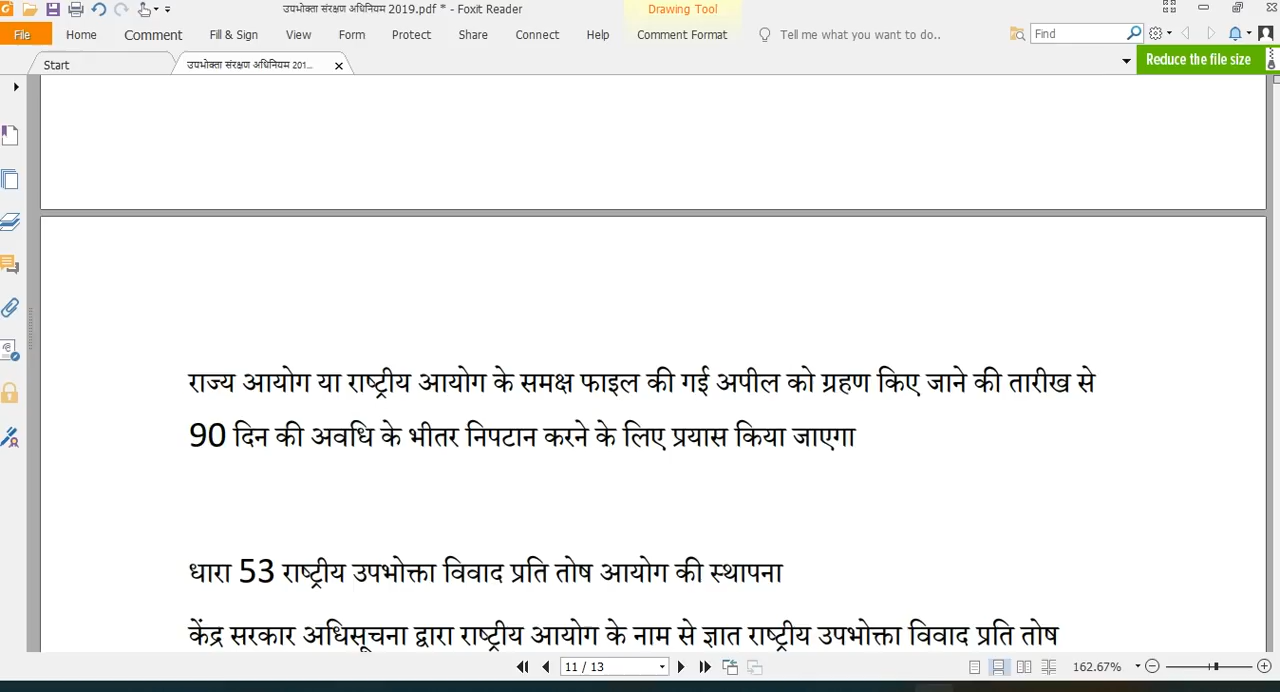 उपभोक्ता संरक्षण अधिनियम 2019.pdf * - Foxit Reader
Drawing Tool
File Home Comment Fill & Sign View Form Protect Share Connect Help Comment Format Tell me what you want to do.. Find
Start उपभोक्ता संरक्षण अधिनियम 201... Reduce the file size
राज्य आयोग या राष्ट्रीय आयोग के समक्ष फाइल की गई अपील को ग्रहण किए जाने की तारीख से
90 दिन की अवधि के भीतर निपटान करने के लिए प्रयास किया जाएगा
धारा 53 राष्ट्रीय उपभोक्ता विवाद प्रति तोष आयोग की स्थापना
केंद्र सरकार अधिसूचना द्वारा राष्ट्रीय आयोग के नाम से ज्ञात राष्ट्रीय उपभोक्ता विवाद प्रति तोष
11 / 13 162.67%